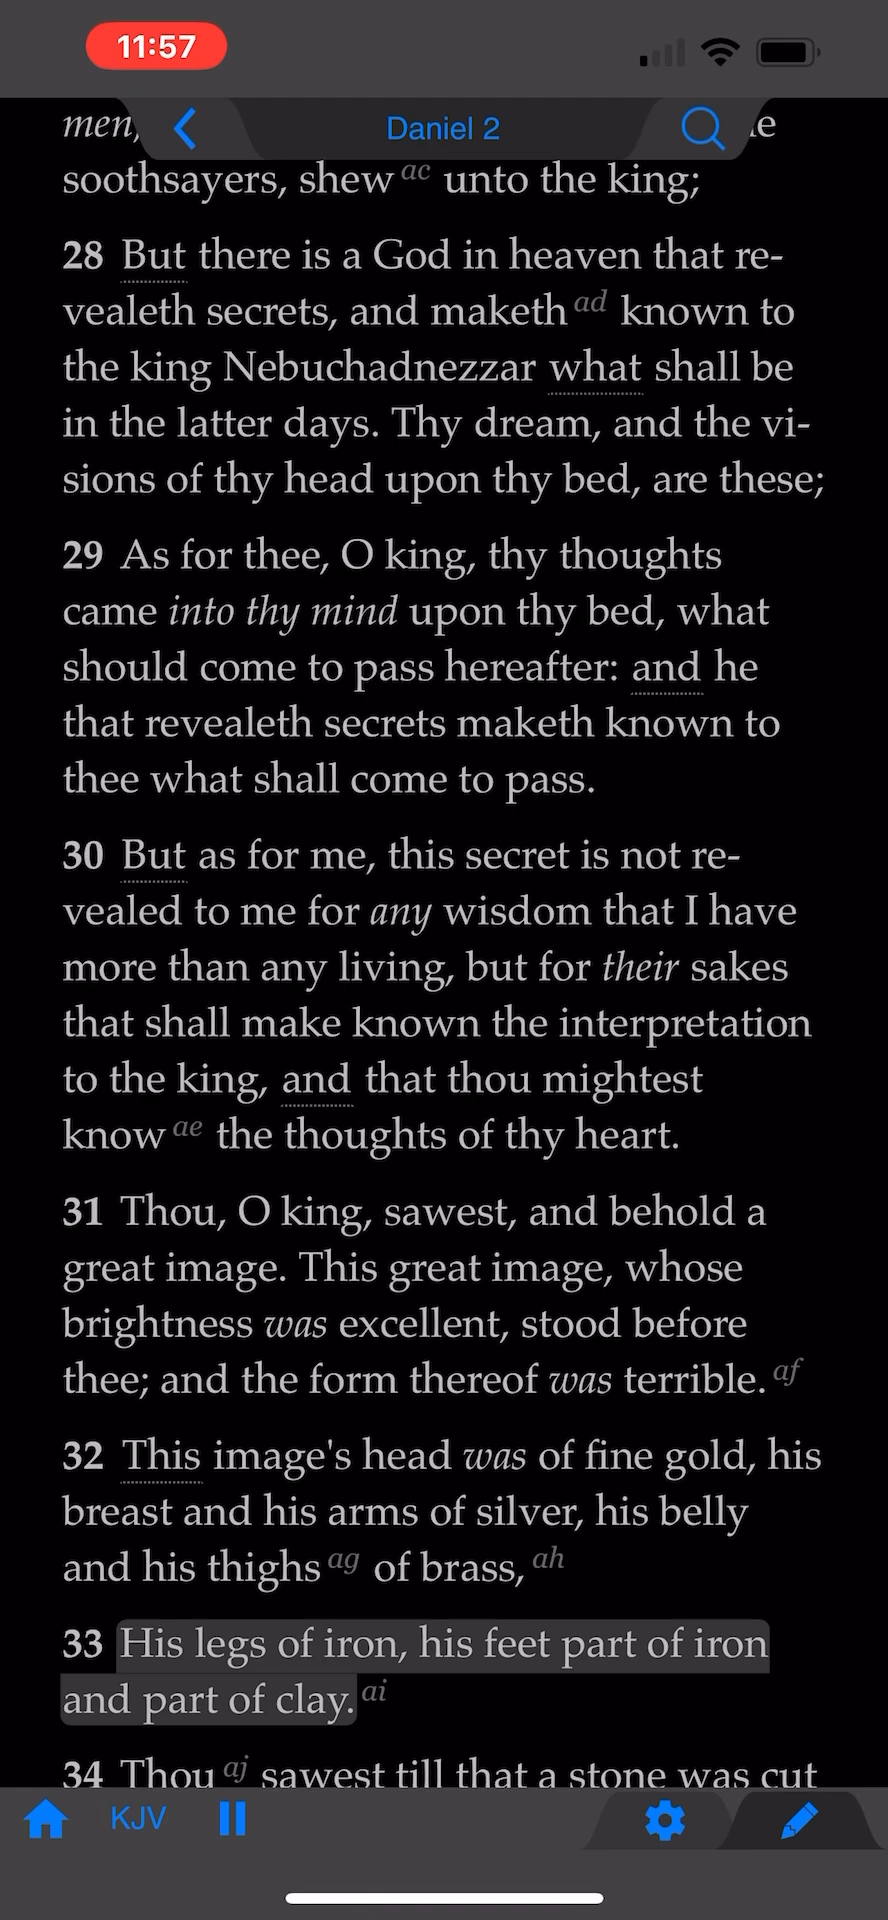 11:57
Daniel 2
men,
soothsayers, shew ac unto the king;
28 But there is a God in heaven that re-
vealeth secrets, and maketh ad known to
the king Nebuchadnezzar what shall be
in the latter days. Thy dream, and the vi-
sions of thy head upon thy bed, are these;
29 As for thee, O king, thy thoughts
came into thy mind upon thy bed, what
should come to pass hereafter: and he
that revealeth secrets maketh known to
thee what shall come to pass.
30 But as for me, this secret is not re-
vealed to me for any wisdom that I have
more than any living, but for their sakes
that shall make known the interpretation
to the king, and that thou mightest
know ae the thoughts of thy heart.
31 Thou, O king, sawest, and behold a
great image. This great image, whose
brightness was excellent, stood before
thee; and the form thereof was terrible. af
32 This image's head was of fine gold, his
breast and his arms of silver, his belly
and his thighs ag of brass, ah
33 His legs of iron, his feet part of iron
and part of clay. ai
34 Thou aj sawest till that a stone was cut
KJV